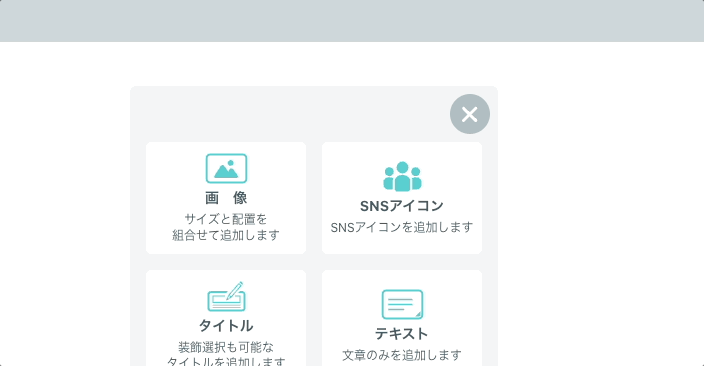 画　像
サイズと配置を
組合せて追加します
SNSアイコン
SNSアイコンを追加します
タイトル
装飾選択も可能な
タイトルを追加します
テキスト
文章のみを追加します